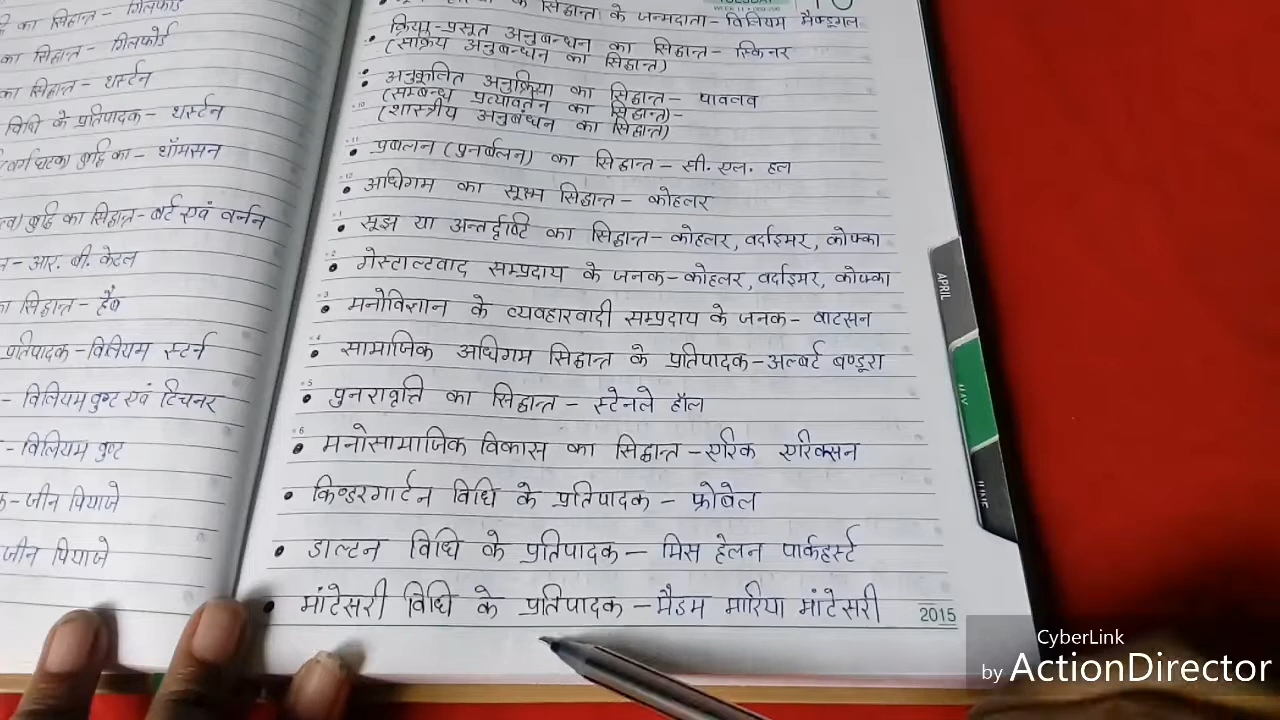 का सिद्धान्त - गिलफोर्ड
का सिद्धान्त - गिलफोर्ड
का सिद्धान्त - थर्स्टन
विधि के प्रतिपादक - थर्स्टन
का - थॉमसन
बुद्धि का सिद्धान्त - बर्ट एवं वर्नन
- आर. बी. केटल
सिद्धान्त - हैब
प्रतिपादक - विलियम स्टर्न
- विलियम वुण्ट एवं टिचनर
- विलियम वुण्ट
- जीन पियाजे
जीन पियाजे
TUESDAY
के सिद्धान्त के जन्मदाता - विलियम मैक्डूगल
• क्रिया-प्रसूत अनुबन्धन का सिद्धान्त - स्किनर
(सक्रिय अनुबन्धन का सिद्धान्त)
• अनुकूलित अनुक्रिया का सिद्धान्त - पावलव
• (सम्बन्ध प्रत्यावर्तन का सिद्धान्त) -
(शास्त्रीय अनुबंधन का सिद्धान्त)
• प्रबलन (पुनर्बलन) का सिद्धान्त - सी. एल. हल
• अधिगम का सूक्ष्म सिद्धान्त - कोहलर
• सूझ या अन्तर्दृष्टि का सिद्धान्त - कोहलर, वर्दाइमर, कोफ्का
• गेस्टाल्टवाद सम्प्रदाय के जनक - कोहलर, वर्दाइमर, कोफ्का
• मनोविज्ञान के व्यवहारवादी सम्प्रदाय के जनक - वाटसन
• सामाजिक अधिगम सिद्धान्त के प्रतिपादक - अल्बर्ट बण्डूरा
• पुनरावृत्ति का सिद्धान्त - स्टेनले हॉल
• मनोसामाजिक विकास का सिद्धान्त - एरिक एरिक्सन
• किण्डरगार्टन विधि के प्रतिपादक - फ्रोबेल
• डाल्टन विधि के प्रतिपादक - मिस हेलन पार्कहर्स्ट
• मांटेसरी विधि के प्रतिपादक - मैडम मारिया मांटेसरी
2015
APRIL
MAY
JUNE
CyberLink
by ActionDirector